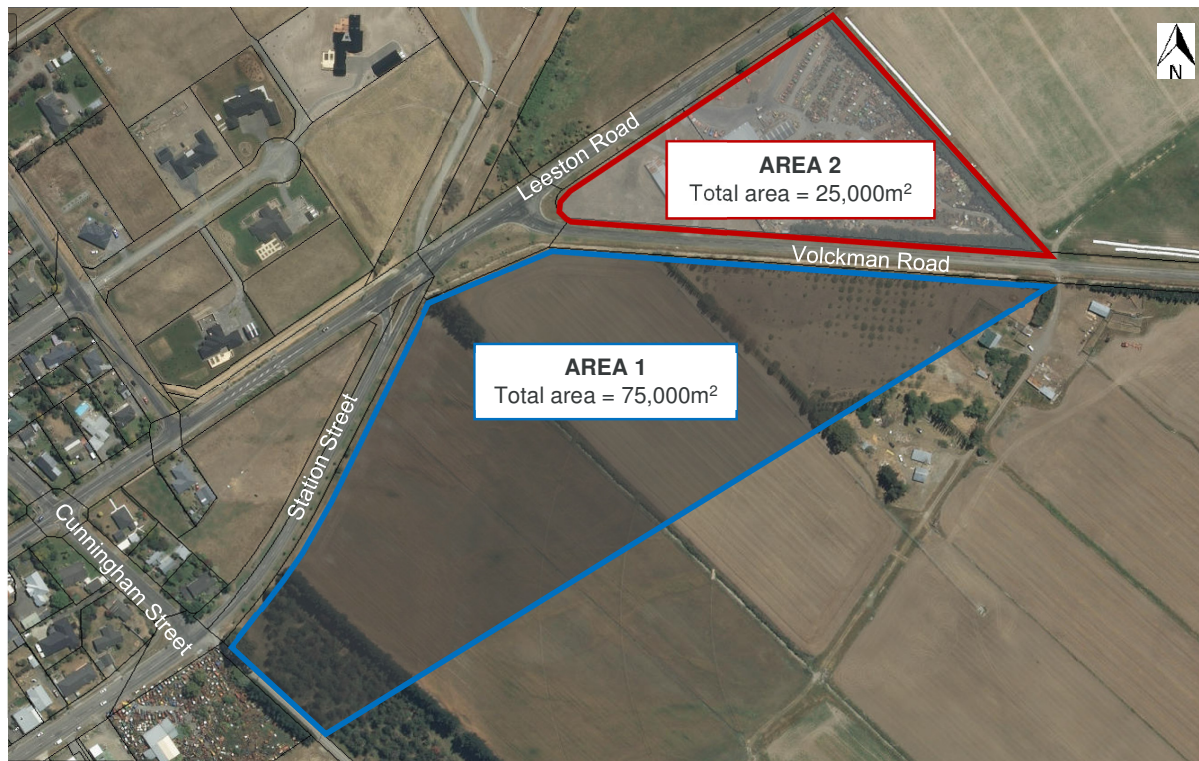 N
Leeston Road
AREA 2
Total area = 25,000m²
Volckman Road
AREA 1
Total area = 75,000m²
Station Street
Cunningham Street